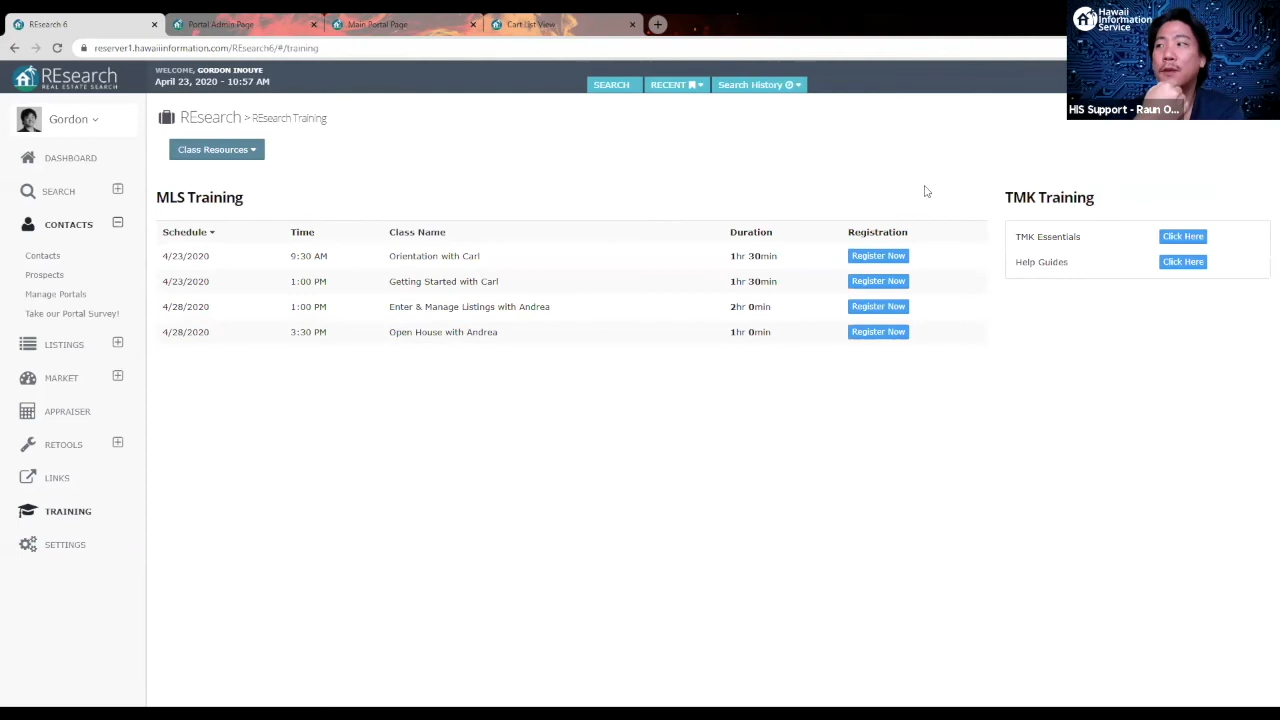 REsearch 6
Portal Admin Page
Main Portal Page
Cart List View
reserver1.hawaiiinformation.com/REsearch6/#/training
Hawaii
Information
Service
HIS Support - Raun O...
REsearch
REAL ESTATE SEARCH
WELCOME, GORDON INOUYE
April 23, 2020 - 10:57 AM
SEARCH
RECENT
Search History
Gordon
DASHBOARD
SEARCH
CONTACTS
Contacts
Prospects
Manage Portals
Take our Portal Survey!
LISTINGS
MARKET
APPRAISER
RETOOLS
LINKS
TRAINING
SETTINGS
REsearch > REsearch Training
Class Resources
MLS Training
Schedule Time Class Name Duration Registration
4/23/2020 9:30 AM Orientation with Carl 1hr 30min Register Now
4/23/2020 1:00 PM Getting Started with Carl 1hr 30min Register Now
4/28/2020 1:00 PM Enter & Manage Listings with Andrea 2hr 0min Register Now
4/28/2020 3:30 PM Open House with Andrea 1hr 0min Register Now
TMK Training
TMK Essentials Click Here
Help Guides Click Here